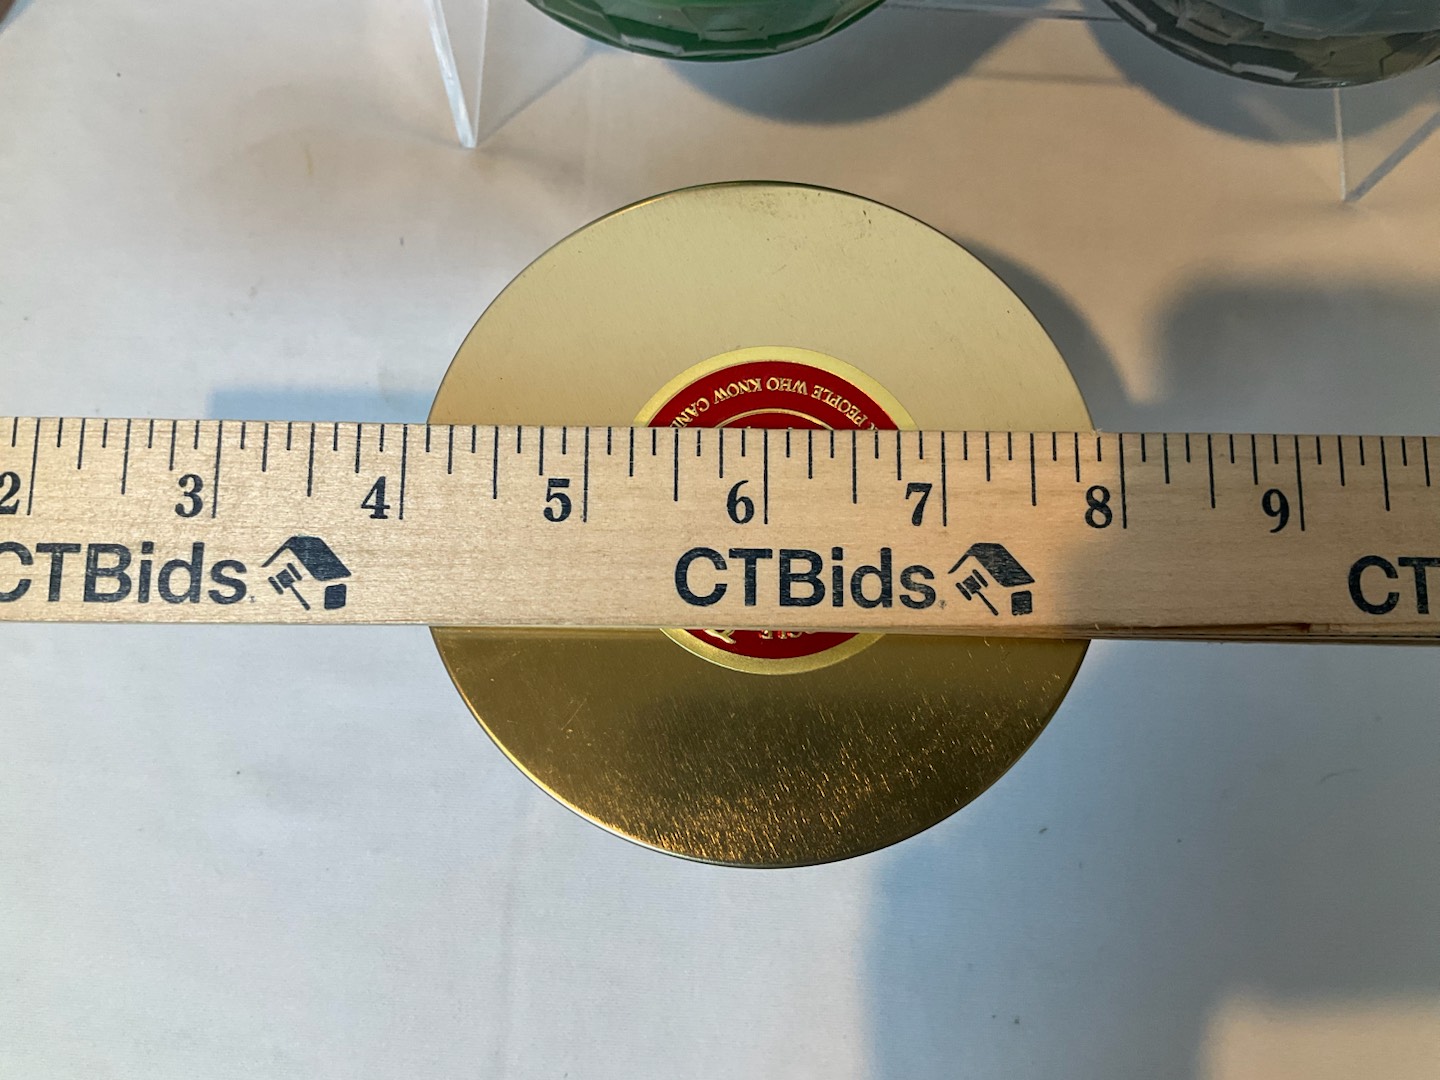 PEOPLE WHO KNOW
2 3 4 5 6 7 8 9
CTBids. CTBids. CT